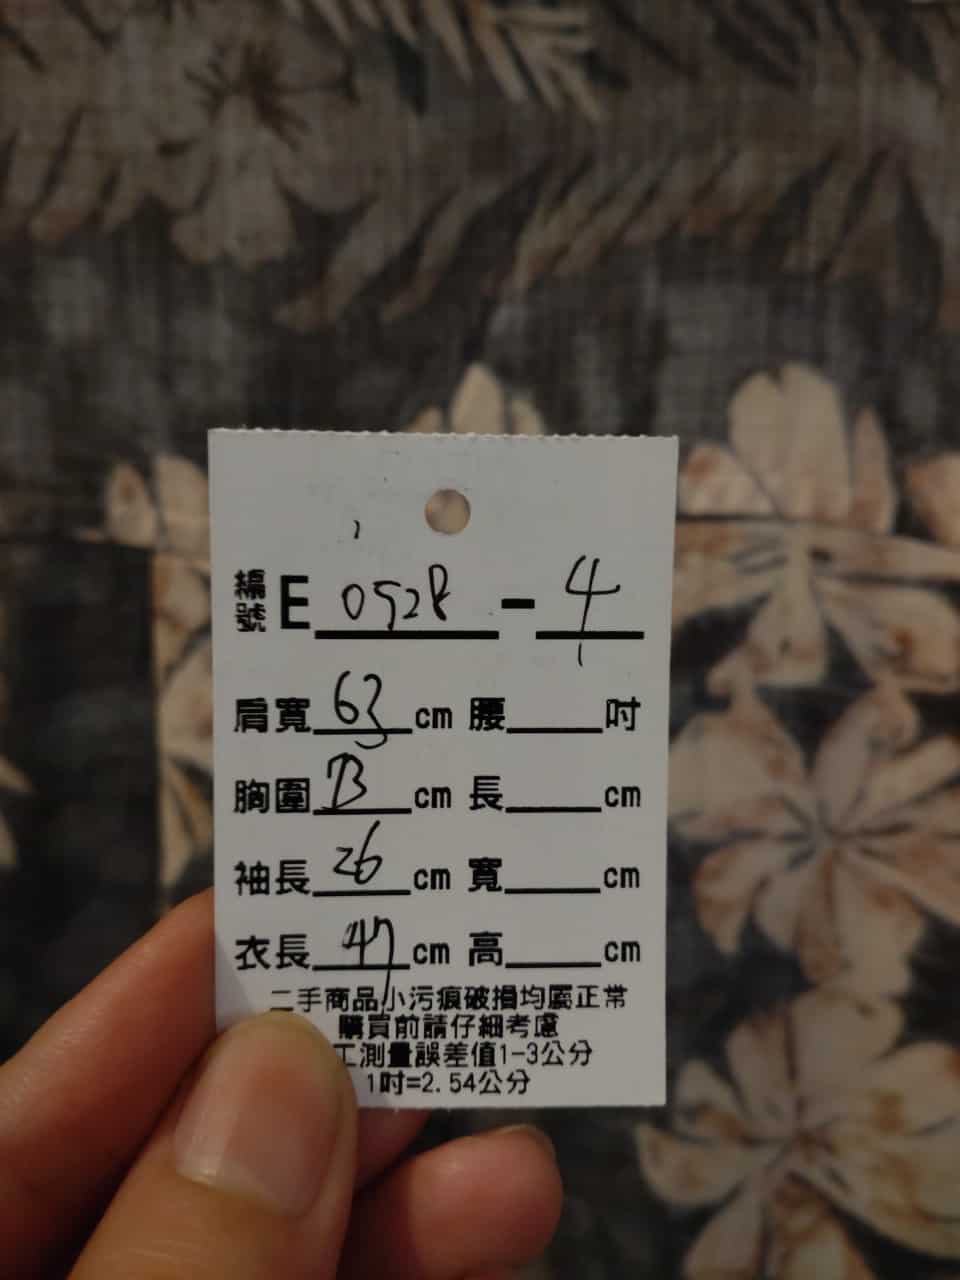 編號 E 0528 - 4
肩寬 63 cm 腰 吋
胸圍 cm 長 cm
袖長 26 cm 寬 cm
衣長 47 cm 高 cm
二手商品小污痕破損均屬正常
購買前請仔細考慮
工測量誤差值1-3公分
1吋=2.54公分